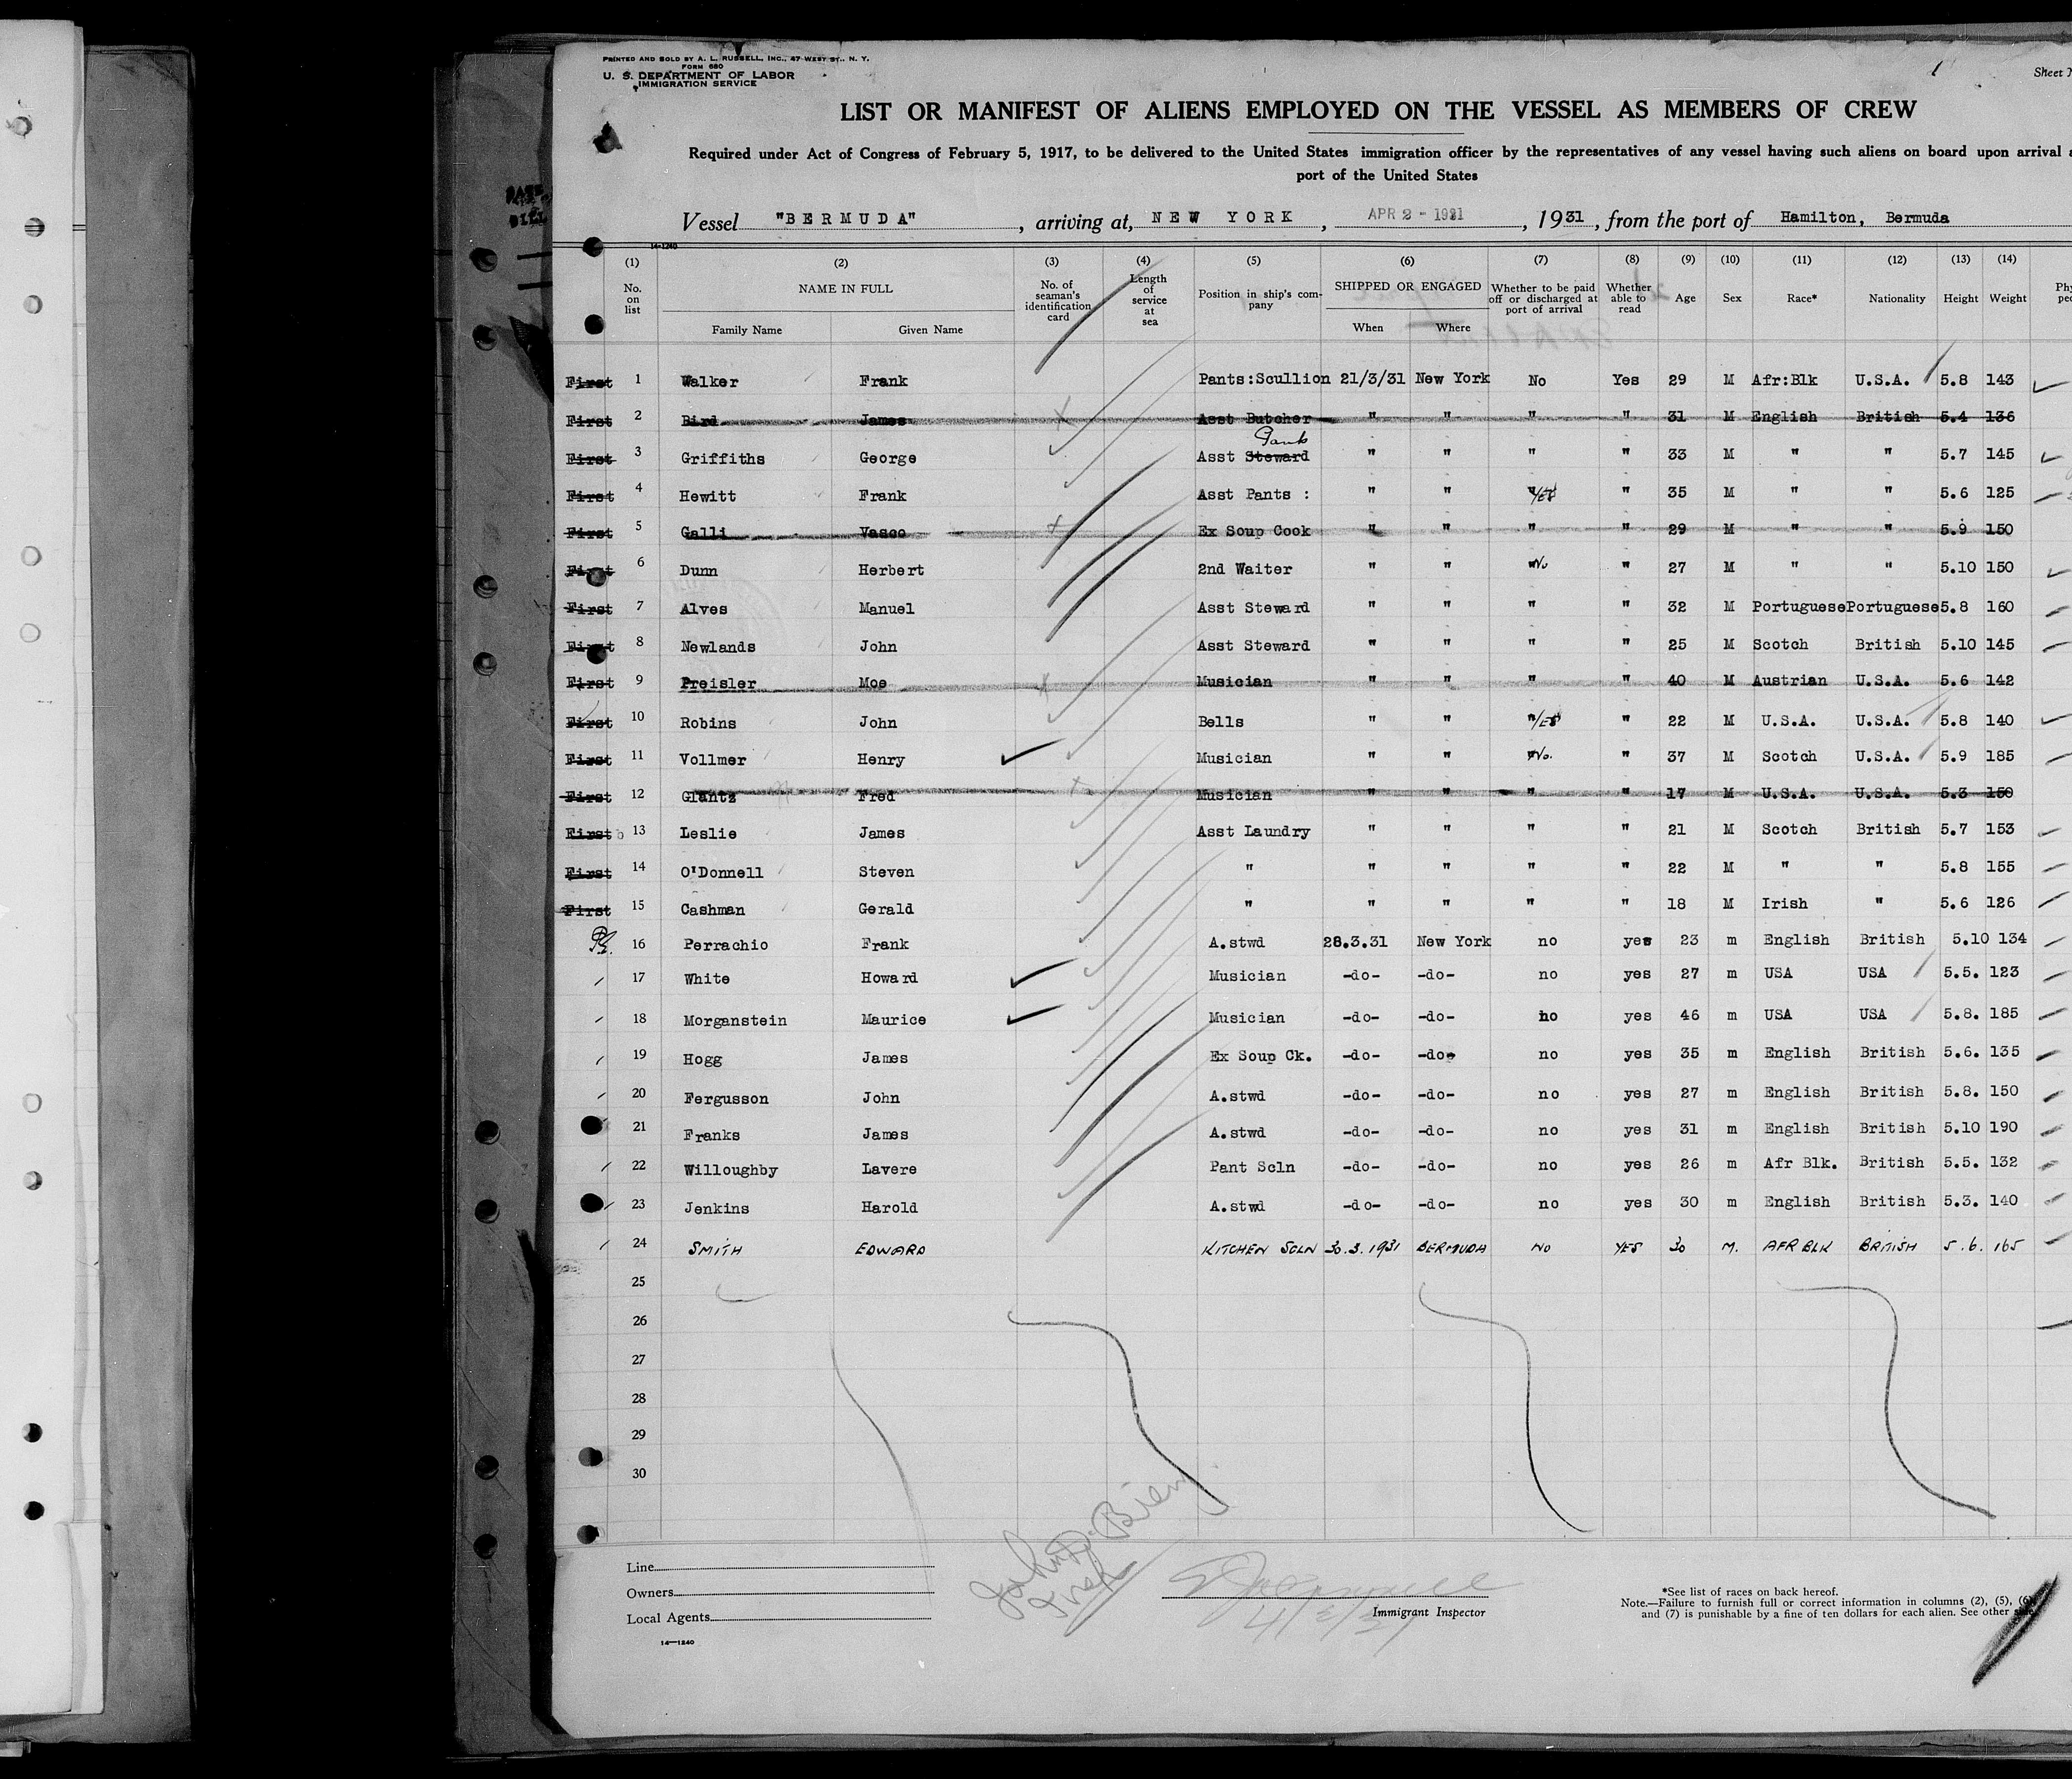 PRINTED AND SOLD BY A. L. RUSSELL, INC., 47 WEST ST., N. Y.
FORM 680
U. S. DEPARTMENT OF LABOR
IMMIGRATION SERVICE
1 Sheet
LIST OR MANIFEST OF ALIENS EMPLOYED ON THE VESSEL AS MEMBERS OF CREW
Required under Act of Congress of February 5, 1917, to be delivered to the United States immigration officer by the representatives of any vessel having such aliens on board upon arrival
port of the United States
Vessel "BERMUDA", arriving at, NEW YORK, APR 2 - 1931, 1931, from the port of Hamilton, Bermuda
14-1240
(1) (2) (3) (4) (5) (6) (7) (8) (9) (10) (11) (12) (13) (14)
No. on list NAME IN FULL Family Name Given Name No. of seaman's identification card Length of service at sea Position in ship's company SHIPPED OR ENGAGED When Where Whether to be paid off or discharged at port of arrival Whether able to read Age Sex Race* Nationality Height Weight
First 1 Walker Frank Pants:Scullion 21/3/31 New York No Yes 29 M Afr:Blk U.S.A. 5.8 143
First 2 Bird James Asst Butcher " " " " 31 M English British 5.4 136
First 3 Griffiths George Asst Steward Pants " " " " 33 M " " 5.7 145
First 4 Hewitt Frank Asst Pants : " " " YES " 35 M " " 5.6 125
First 5 Galli Vasco Ex Soup Cook " " " " 29 M " " 5.9 150
First 6 Dunn Herbert 2nd Waiter " " " No " 27 M " " 5.10 150
First 7 Alves Manuel Asst Steward " " " " 32 M Portuguese Portuguese 5.8 160
First 8 Newlands John Asst Steward " " " " 25 M Scotch British 5.10 145
First 9 Preisler Moe Musician " " " " 40 M Austrian U.S.A. 5.6 142
First 10 Robins John Bells " " " YES " 22 M U.S.A. U.S.A. 5.8 140
First 11 Vollmer Henry Musician " " " No. " 37 M Scotch U.S.A. 5.9 185
First 12 Glantz Fred Musician " " " " 17 M U.S.A. U.S.A. 5.3 150
First 13 Leslie James Asst Laundry " " " " 21 M Scotch British 5.7 153
First 14 O'Donnell Steven " " " " " 22 M " " 5.8 155
First 15 Cashman Gerald " " " " " 18 M Irish " 5.6 126
16 Perrachio Frank A.stwd 28.3.31 New York no yes 23 m English British 5.10 134
17 White Howard Musician -do- -do- no yes 27 m USA USA 5.5. 123
18 Morganstein Maurice Musician -do- -do- no yes 46 m USA USA 5.8. 185
19 Hogg James Ex Soup Ck. -do- -do- no yes 35 m English British 5.6. 135
20 Fergusson John A.stwd -do- -do- no yes 27 m English British 5.8. 150
21 Franks James A.stwd -do- -do- no yes 31 m English British 5.10 190
22 Willoughby Lavere Pant Scln -do- -do- no yes 26 m Afr Blk. British 5.5. 132
23 Jenkins Harold A.stwd -do- -do- no yes 30 m English British 5.3. 140
24 SMITH EDWARD KITCHEN SCLN 30.3.1931 BERMUDA NO YES 30 M. AFR BLK BRITISH 5.6. 165
25
26
27
28
29
30
Line
Owners
Local Agents
14-1240
John
4/2/31
Immigrant Inspector
*See list of races on back hereof.
Note.—Failure to furnish full or correct information in columns (2), (5), (6),
and (7) is punishable by a fine of ten dollars for each alien. See other side.